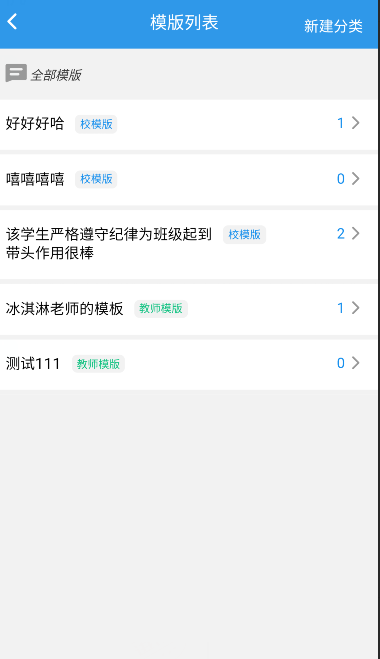 模版列表
新建分类
全部模版
好好好哈 校模版 1
嘻嘻嘻嘻 校模版 0
该学生严格遵守纪律为班级起到 校模版 2
带头作用很棒
冰淇淋老师的模板 教师模版 1
测试111 教师模版 0